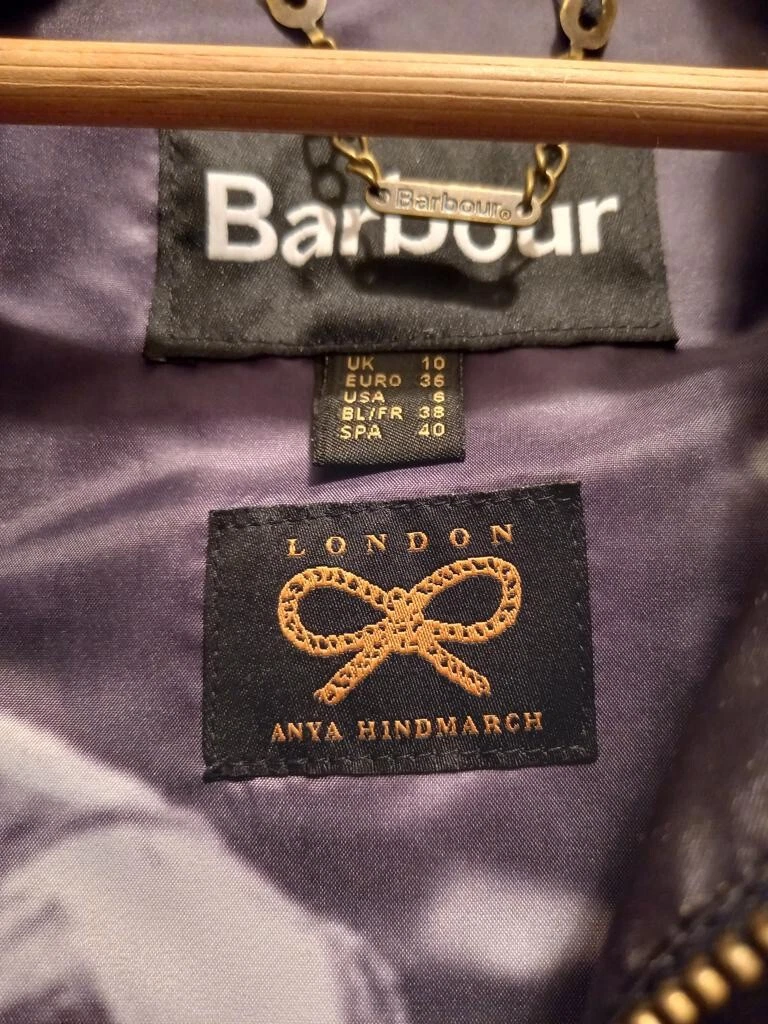 Barbour®
Barbour
UK 10
EURO 36
USA 6
BL/FR 38
SPA 40
LONDON
ANYA HINDMARCH